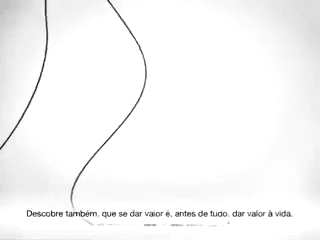 Descobre também, que se dar valor é, antes de tudo, dar valor à vida.